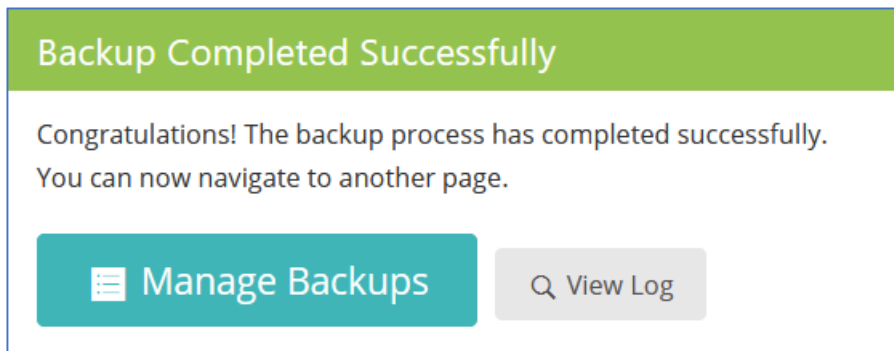 Backup Completed Successfully
Congratulations! The backup process has completed successfully.
You can now navigate to another page.
Manage Backups
View Log